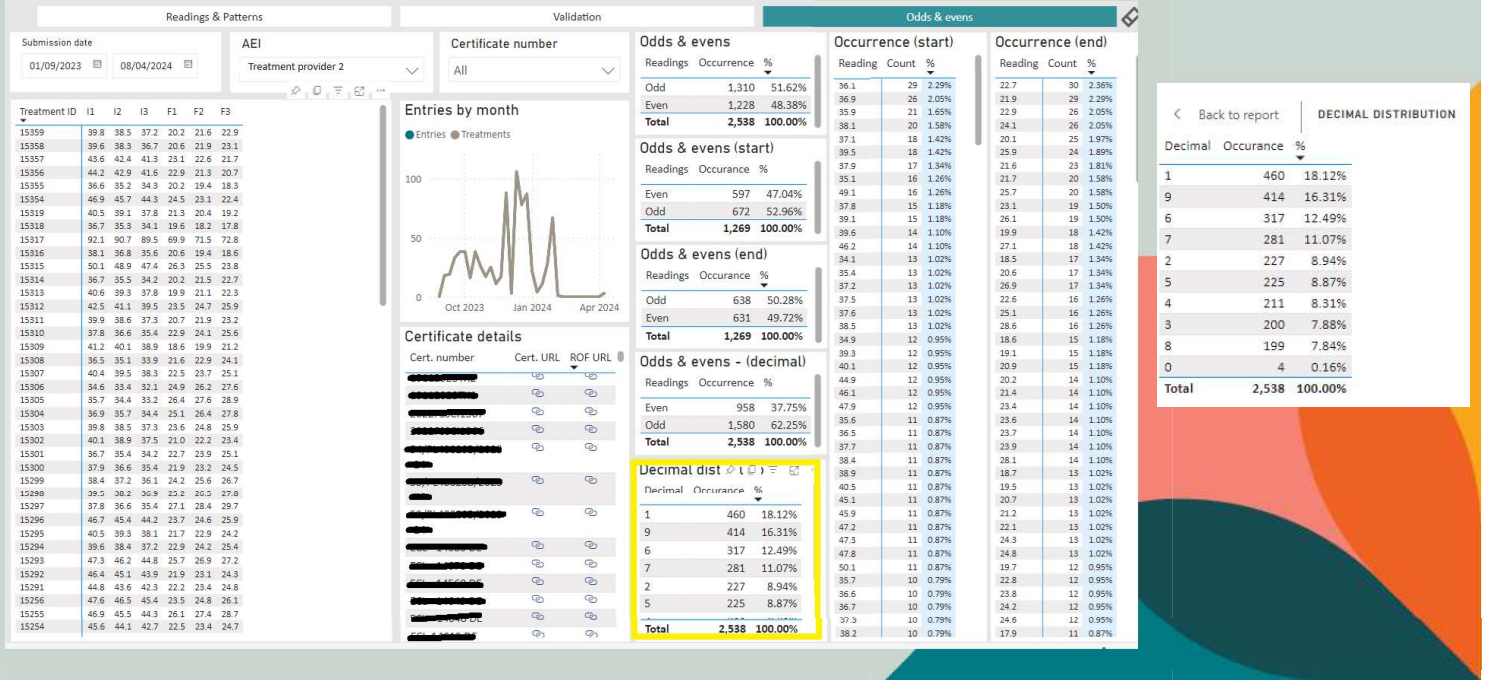 Readings & Patterns
Validation
Odds & evens
Submission date
01/09/2023 08/04/2024
AEI
Treatment provider 2
Certificate number
All
Treatment ID I1 I2 I3 F1 F2 F3
15359 39.8 38.5 37.2 20.2 21.6 22.9
15358 39.6 38.3 36.7 20.6 21.9 23.1
15357 43.6 42.4 41.3 23.1 22.6 21.7
15356 44.2 42.9 41.6 22.9 21.3 20.7
15355 36.6 35.2 34.3 20.2 19.4 18.3
15354 46.9 45.7 44.3 24.5 23.1 22.4
15319 40.5 39.1 37.8 21.3 20.4 19.2
15318 36.7 35.3 34.1 19.6 18.2 17.8
15317 92.1 90.7 89.5 69.9 71.5 72.8
15316 38.1 36.8 35.6 20.6 19.4 18.6
15315 50.1 48.9 47.4 26.3 25.5 23.8
15314 36.7 35.5 34.2 20.2 21.5 22.7
15313 40.6 39.3 37.8 19.9 21.1 22.3
15312 42.5 41.1 39.5 23.5 24.7 25.9
15311 39.9 38.6 37.3 20.7 21.9 23.2
15310 37.8 36.6 35.4 22.9 24.1 25.6
15309 41.2 40.1 38.9 18.6 19.9 21.2
15308 36.5 35.1 33.9 21.6 22.9 24.1
15307 40.4 39.5 38.3 22.5 23.7 25.1
15306 34.6 33.4 32.1 24.9 26.2 27.6
15305 35.7 34.4 33.2 26.4 27.6 28.9
15304 36.9 35.7 34.4 25.1 26.4 27.8
15303 39.8 38.5 37.3 23.6 24.8 25.9
15302 40.1 38.9 37.5 21.0 22.2 23.4
15301 36.7 35.4 34.2 22.7 23.9 25.1
15300 37.9 36.6 35.4 21.9 23.2 24.5
15299 38.4 37.2 36.1 24.2 25.6 26.7
15298 39.5 38.2 36.9 25.2 26.5 27.8
15297 37.8 36.6 35.4 27.1 28.4 29.7
15296 46.7 45.4 44.2 23.7 24.6 25.9
15295 40.5 39.3 38.1 21.7 22.9 24.2
15294 39.6 38.4 37.2 22.9 24.2 25.4
15293 47.3 46.2 44.8 25.7 26.9 27.2
15292 46.4 45.1 43.9 21.9 23.1 24.3
15291 44.8 43.6 42.3 22.2 23.4 24.8
15256 47.6 46.5 45.4 23.5 24.8 26.1
15255 46.9 45.5 44.3 26.1 27.4 28.7
15254 45.6 44.1 42.7 22.5 23.4 24.7
Entries by month
Entries Treatments
100
50
0
Oct 2023 Jan 2024 Apr 2024
Certificate details
Cert. number Cert. URL ROF URL
Odds & evens
Readings Occurrence %
Odd 1,310 51.62%
Even 1,228 48.38%
Total 2,538 100.00%
Odds & evens (start)
Readings Occurance %
Even 597 47.04%
Odd 672 52.96%
Total 1,269 100.00%
Odds & evens (end)
Readings Occurance %
Odd 638 50.28%
Even 631 49.72%
Total 1,269 100.00%
Odds & evens - (decimal)
Readings Occurrence %
Even 958 37.75%
Odd 1,580 62.25%
Total 2,538 100.00%
Decimal dist
Decimal Occurance %
1 460 18.12%
9 414 16.31%
6 317 12.49%
7 281 11.07%
2 227 8.94%
5 225 8.87%
Total 2,538 100.00%
Occurrence (start)
Reading Count %
36.1 29 2.29%
36.9 26 2.05%
35.9 21 1.65%
38.1 20 1.58%
37.1 18 1.42%
39.5 18 1.42%
37.9 17 1.34%
35.1 16 1.26%
49.1 16 1.26%
37.8 15 1.18%
39.1 15 1.18%
39.6 14 1.10%
46.2 14 1.10%
34.1 13 1.02%
35.4 13 1.02%
37.2 13 1.02%
37.5 13 1.02%
37.6 13 1.02%
38.5 13 1.02%
34.9 12 0.95%
39.3 12 0.95%
40.1 12 0.95%
44.9 12 0.95%
46.1 12 0.95%
47.9 12 0.95%
35.6 11 0.87%
36.5 11 0.87%
37.7 11 0.87%
38.4 11 0.87%
38.9 11 0.87%
40.5 11 0.87%
45.1 11 0.87%
45.9 11 0.87%
47.2 11 0.87%
47.3 11 0.87%
47.8 11 0.87%
50.1 11 0.87%
35.7 10 0.79%
36.6 10 0.79%
36.7 10 0.79%
37.3 10 0.79%
38.2 10 0.79%
Occurrence (end)
Reading Count %
22.7 30 2.36%
21.9 29 2.29%
22.9 26 2.05%
24.1 26 2.05%
20.1 25 1.97%
25.9 24 1.89%
21.6 23 1.81%
21.7 20 1.58%
25.7 20 1.58%
23.1 19 1.50%
26.1 19 1.50%
19.9 18 1.42%
27.1 18 1.42%
18.5 17 1.34%
20.6 17 1.34%
26.9 17 1.34%
22.6 16 1.26%
25.1 16 1.26%
28.6 16 1.26%
18.6 15 1.18%
19.1 15 1.18%
20.9 15 1.18%
20.2 14 1.10%
21.4 14 1.10%
23.4 14 1.10%
23.6 14 1.10%
23.7 14 1.10%
23.9 14 1.10%
28.1 14 1.10%
18.7 13 1.02%
19.5 13 1.02%
20.7 13 1.02%
21.2 13 1.02%
22.1 13 1.02%
24.3 13 1.02%
24.8 13 1.02%
19.7 12 0.95%
22.8 12 0.95%
23.8 12 0.95%
24.2 12 0.95%
24.6 12 0.95%
17.9 11 0.87%
Back to report
DECIMAL DISTRIBUTION
Decimal Occurance %
1 460 18.12%
9 414 16.31%
6 317 12.49%
7 281 11.07%
2 227 8.94%
5 225 8.87%
4 211 8.31%
3 200 7.88%
8 199 7.84%
0 4 0.16%
Total 2,538 100.00%